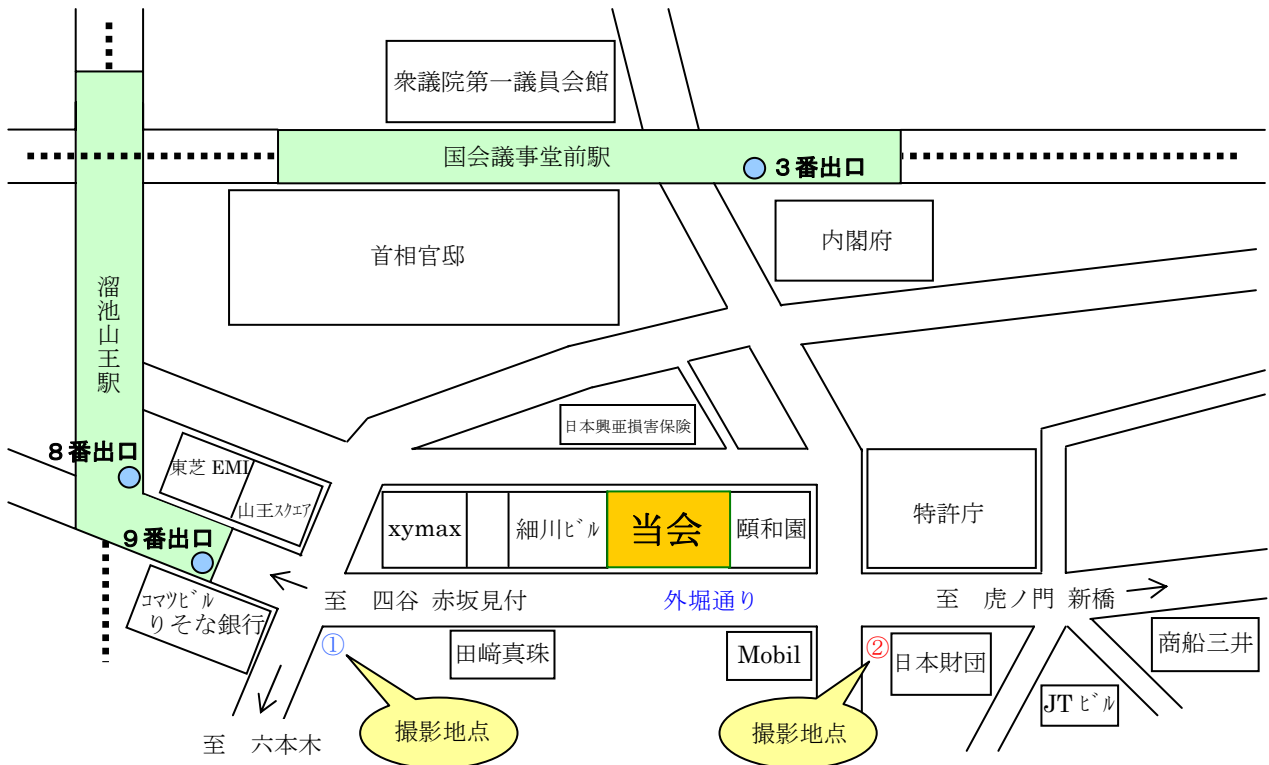 衆議院第一議員会館
国会議事堂前駅
３番出口
首相官邸
内閣府
溜池山王駅
日本興亜損害保険
８番出口
東芝 EMI
山王ｽｸｴｱ
９番出口
xymax
細川ﾋﾞﾙ
当会
頤和園
特許庁
ｺﾏﾂﾋﾞﾙ
りそな銀行
至 四谷 赤坂見付
外堀通り
至 虎ノ門 新橋
①
田﨑真珠
Mobil
②
日本財団
商船三井
JT ﾋﾞﾙ
撮影地点
撮影地点
至 六本木